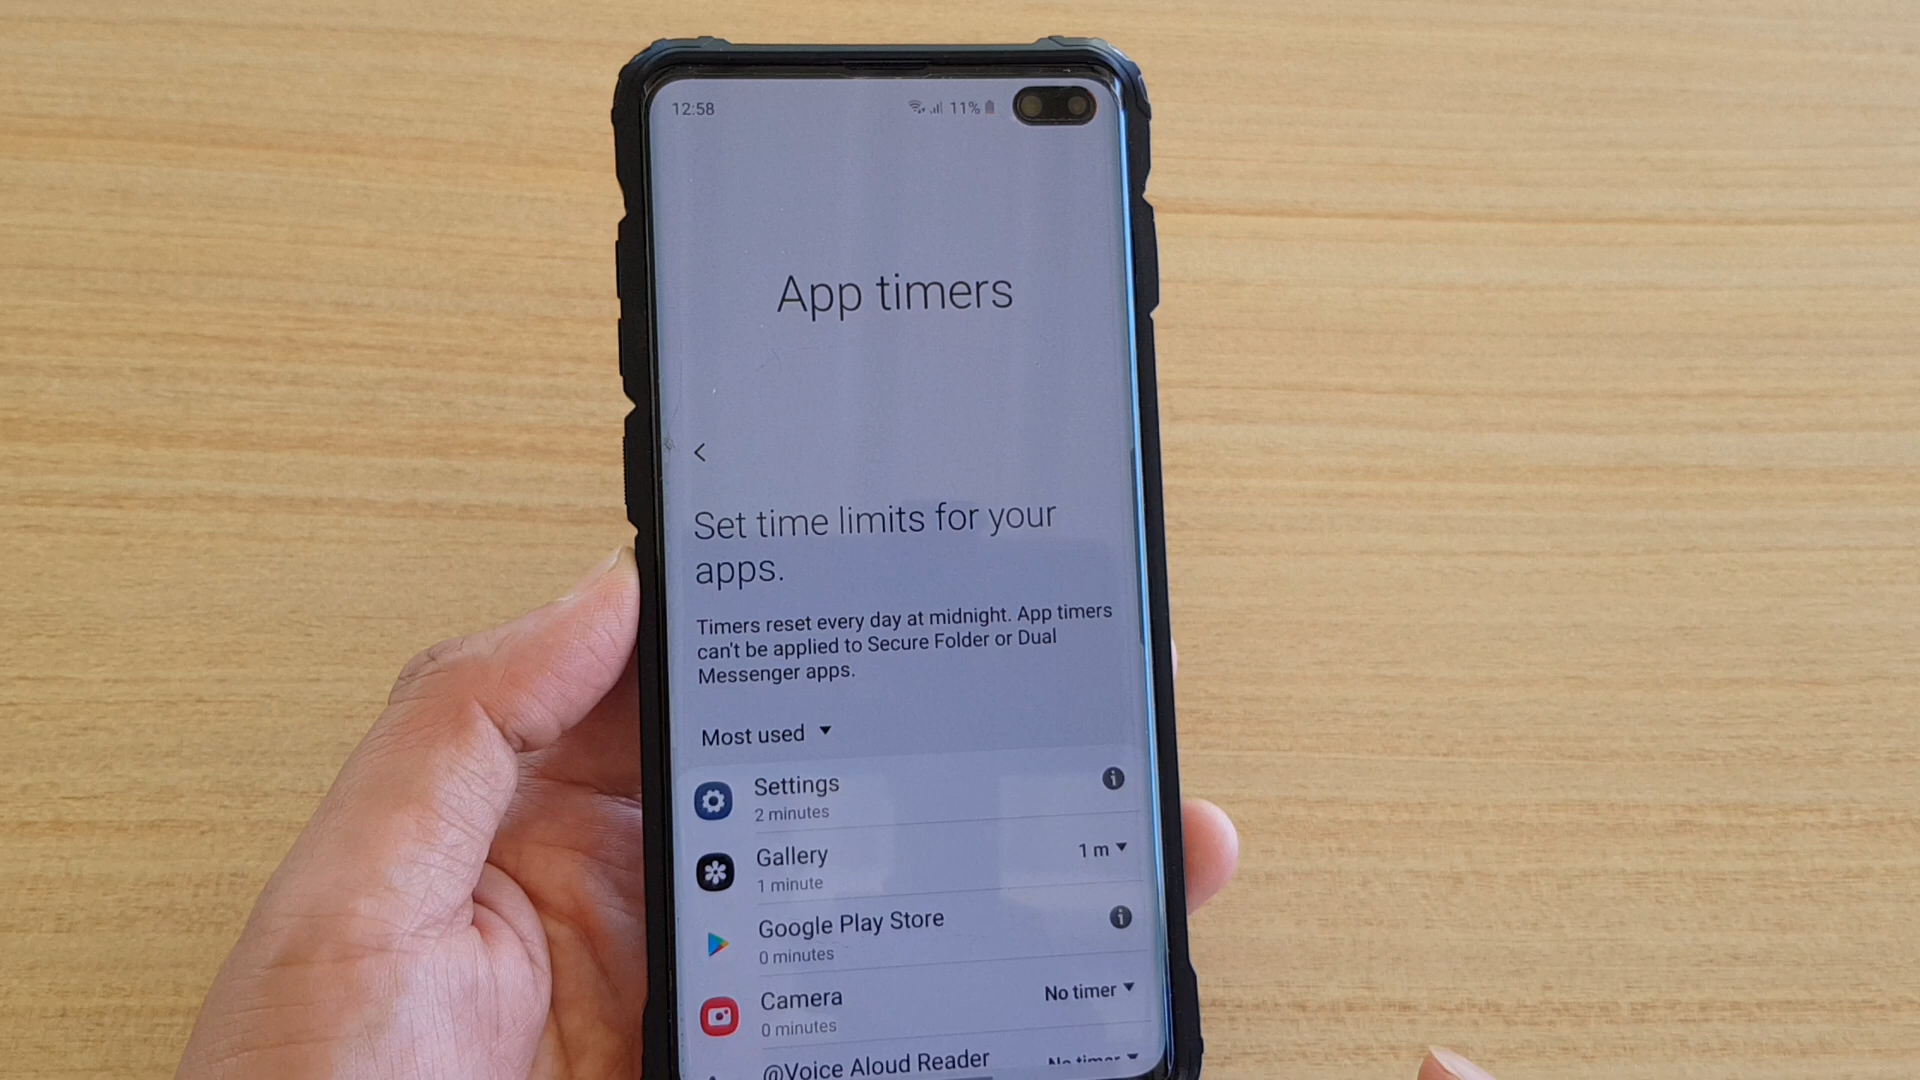 12:58 11%
App timers
Set time limits for your
apps.
Timers reset every day at midnight. App timers
can't be applied to Secure Folder or Dual
Messenger apps.
Most used
Settings
2 minutes
Gallery 1 m
1 minute
Google Play Store
0 minutes
Camera No timer
0 minutes
@Voice Aloud Reader No timer